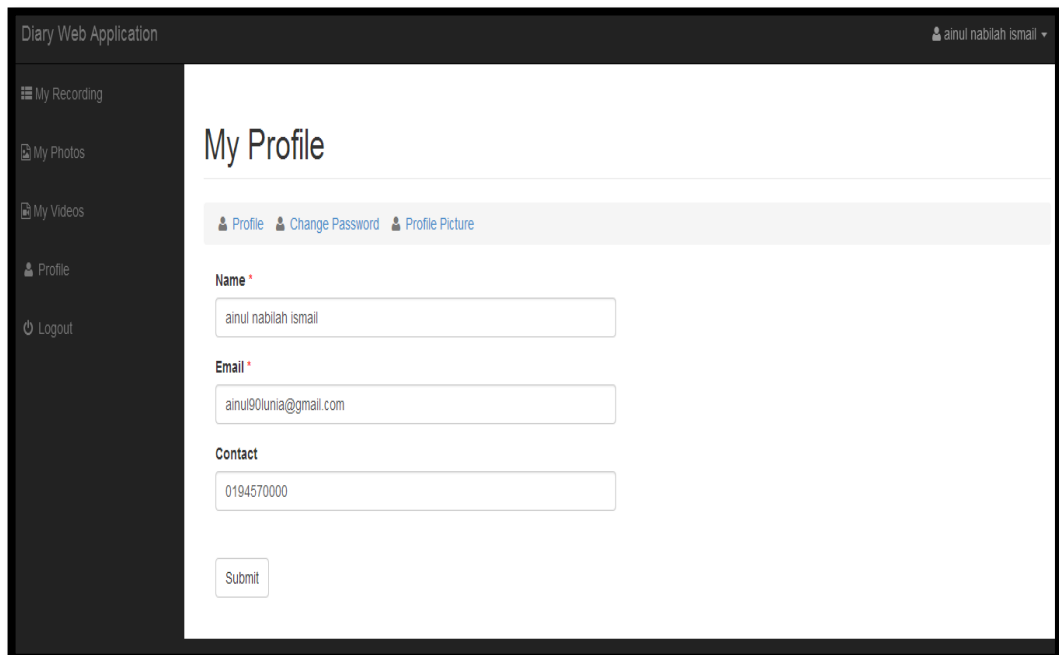 Diary Web Application
ainul nabilah ismail
My Recording
My Photos
My Videos
Profile
Logout
My Profile
Profile Change Password Profile Picture
Name *
ainul nabilah ismail
Email *
ainul90lunia@gmail.com
Contact
0194570000
Submit